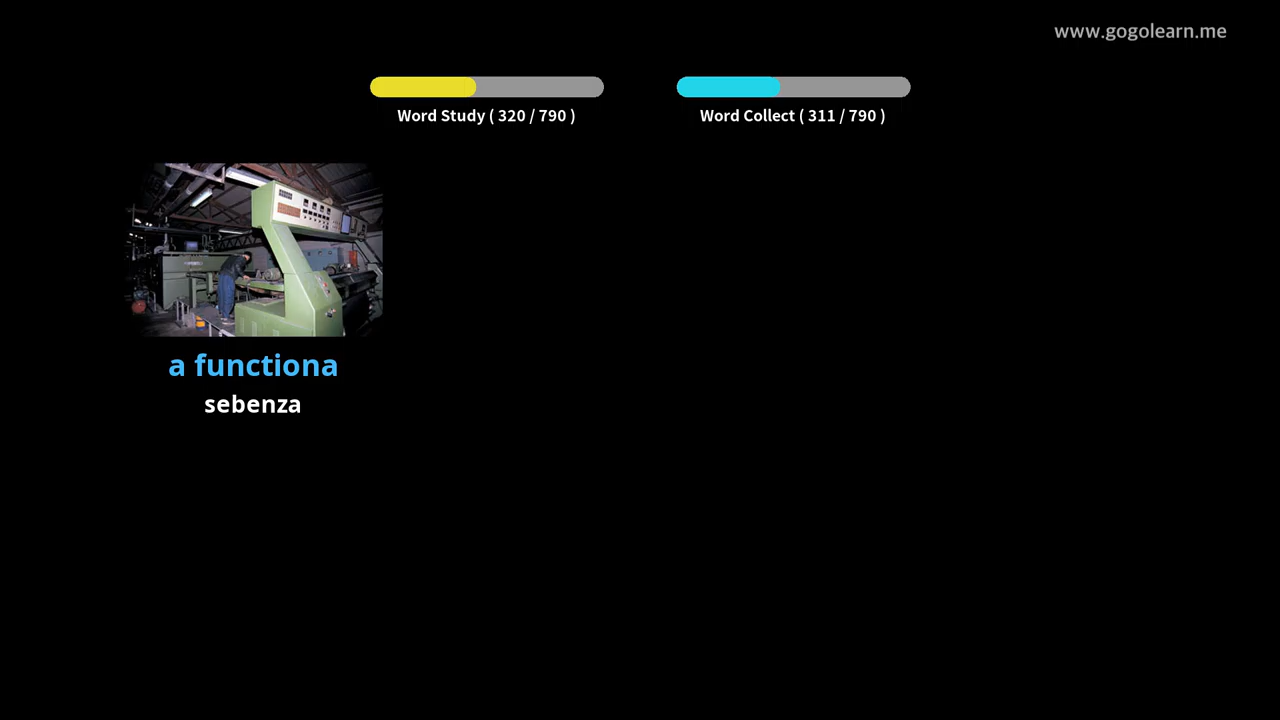 www.gogolearn.me
Word Study ( 320 / 790 )
Word Collect ( 311 / 790 )
a functiona
sebenza